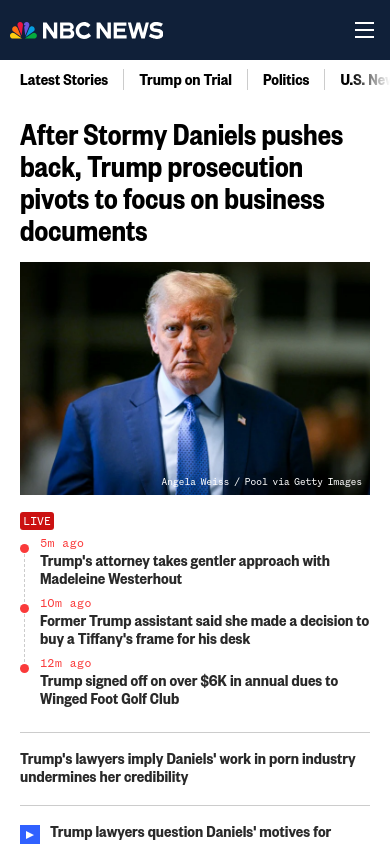 NBC NEWS
Latest Stories
Trump on Trial
Politics
U.S. Ne
After Stormy Daniels pushes
back, Trump prosecution
pivots to focus on business
documents
Angela Weiss / Pool via Getty Images
LIVE
5m ago
Trump's attorney takes gentler approach with
Madeleine Westerhout
10m ago
Former Trump assistant said she made a decision to
buy a Tiffany's frame for his desk
12m ago
Trump signed off on over $6K in annual dues to
Winged Foot Golf Club
Trump's lawyers imply Daniels' work in porn industry
undermines her credibility
Trump lawyers question Daniels' motives for